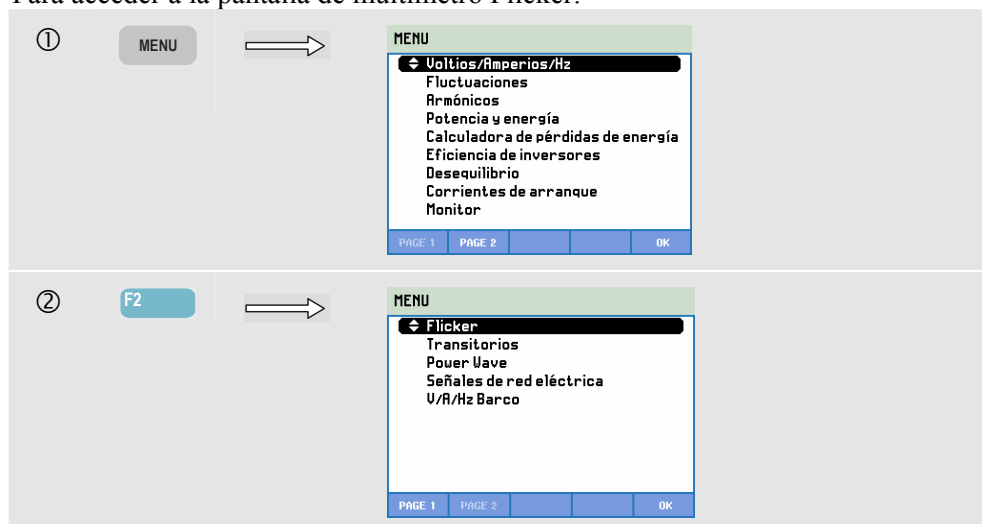 Para acceder a la pantalla de multímetro Flicker:
① MENU
MENU
Voltios/Amperios/Hz
Fluctuaciones
Armónicos
Potencia y energía
Calculadora de pérdidas de energía
Eficiencia de inversores
Desequilibrio
Corrientes de arranque
Monitor
PAGE 1 PAGE 2 OK
② F2
MENU
Flicker
Transitorios
Power Wave
Señales de red eléctrica
V/A/Hz Barco
PAGE 1 PAGE 2 OK